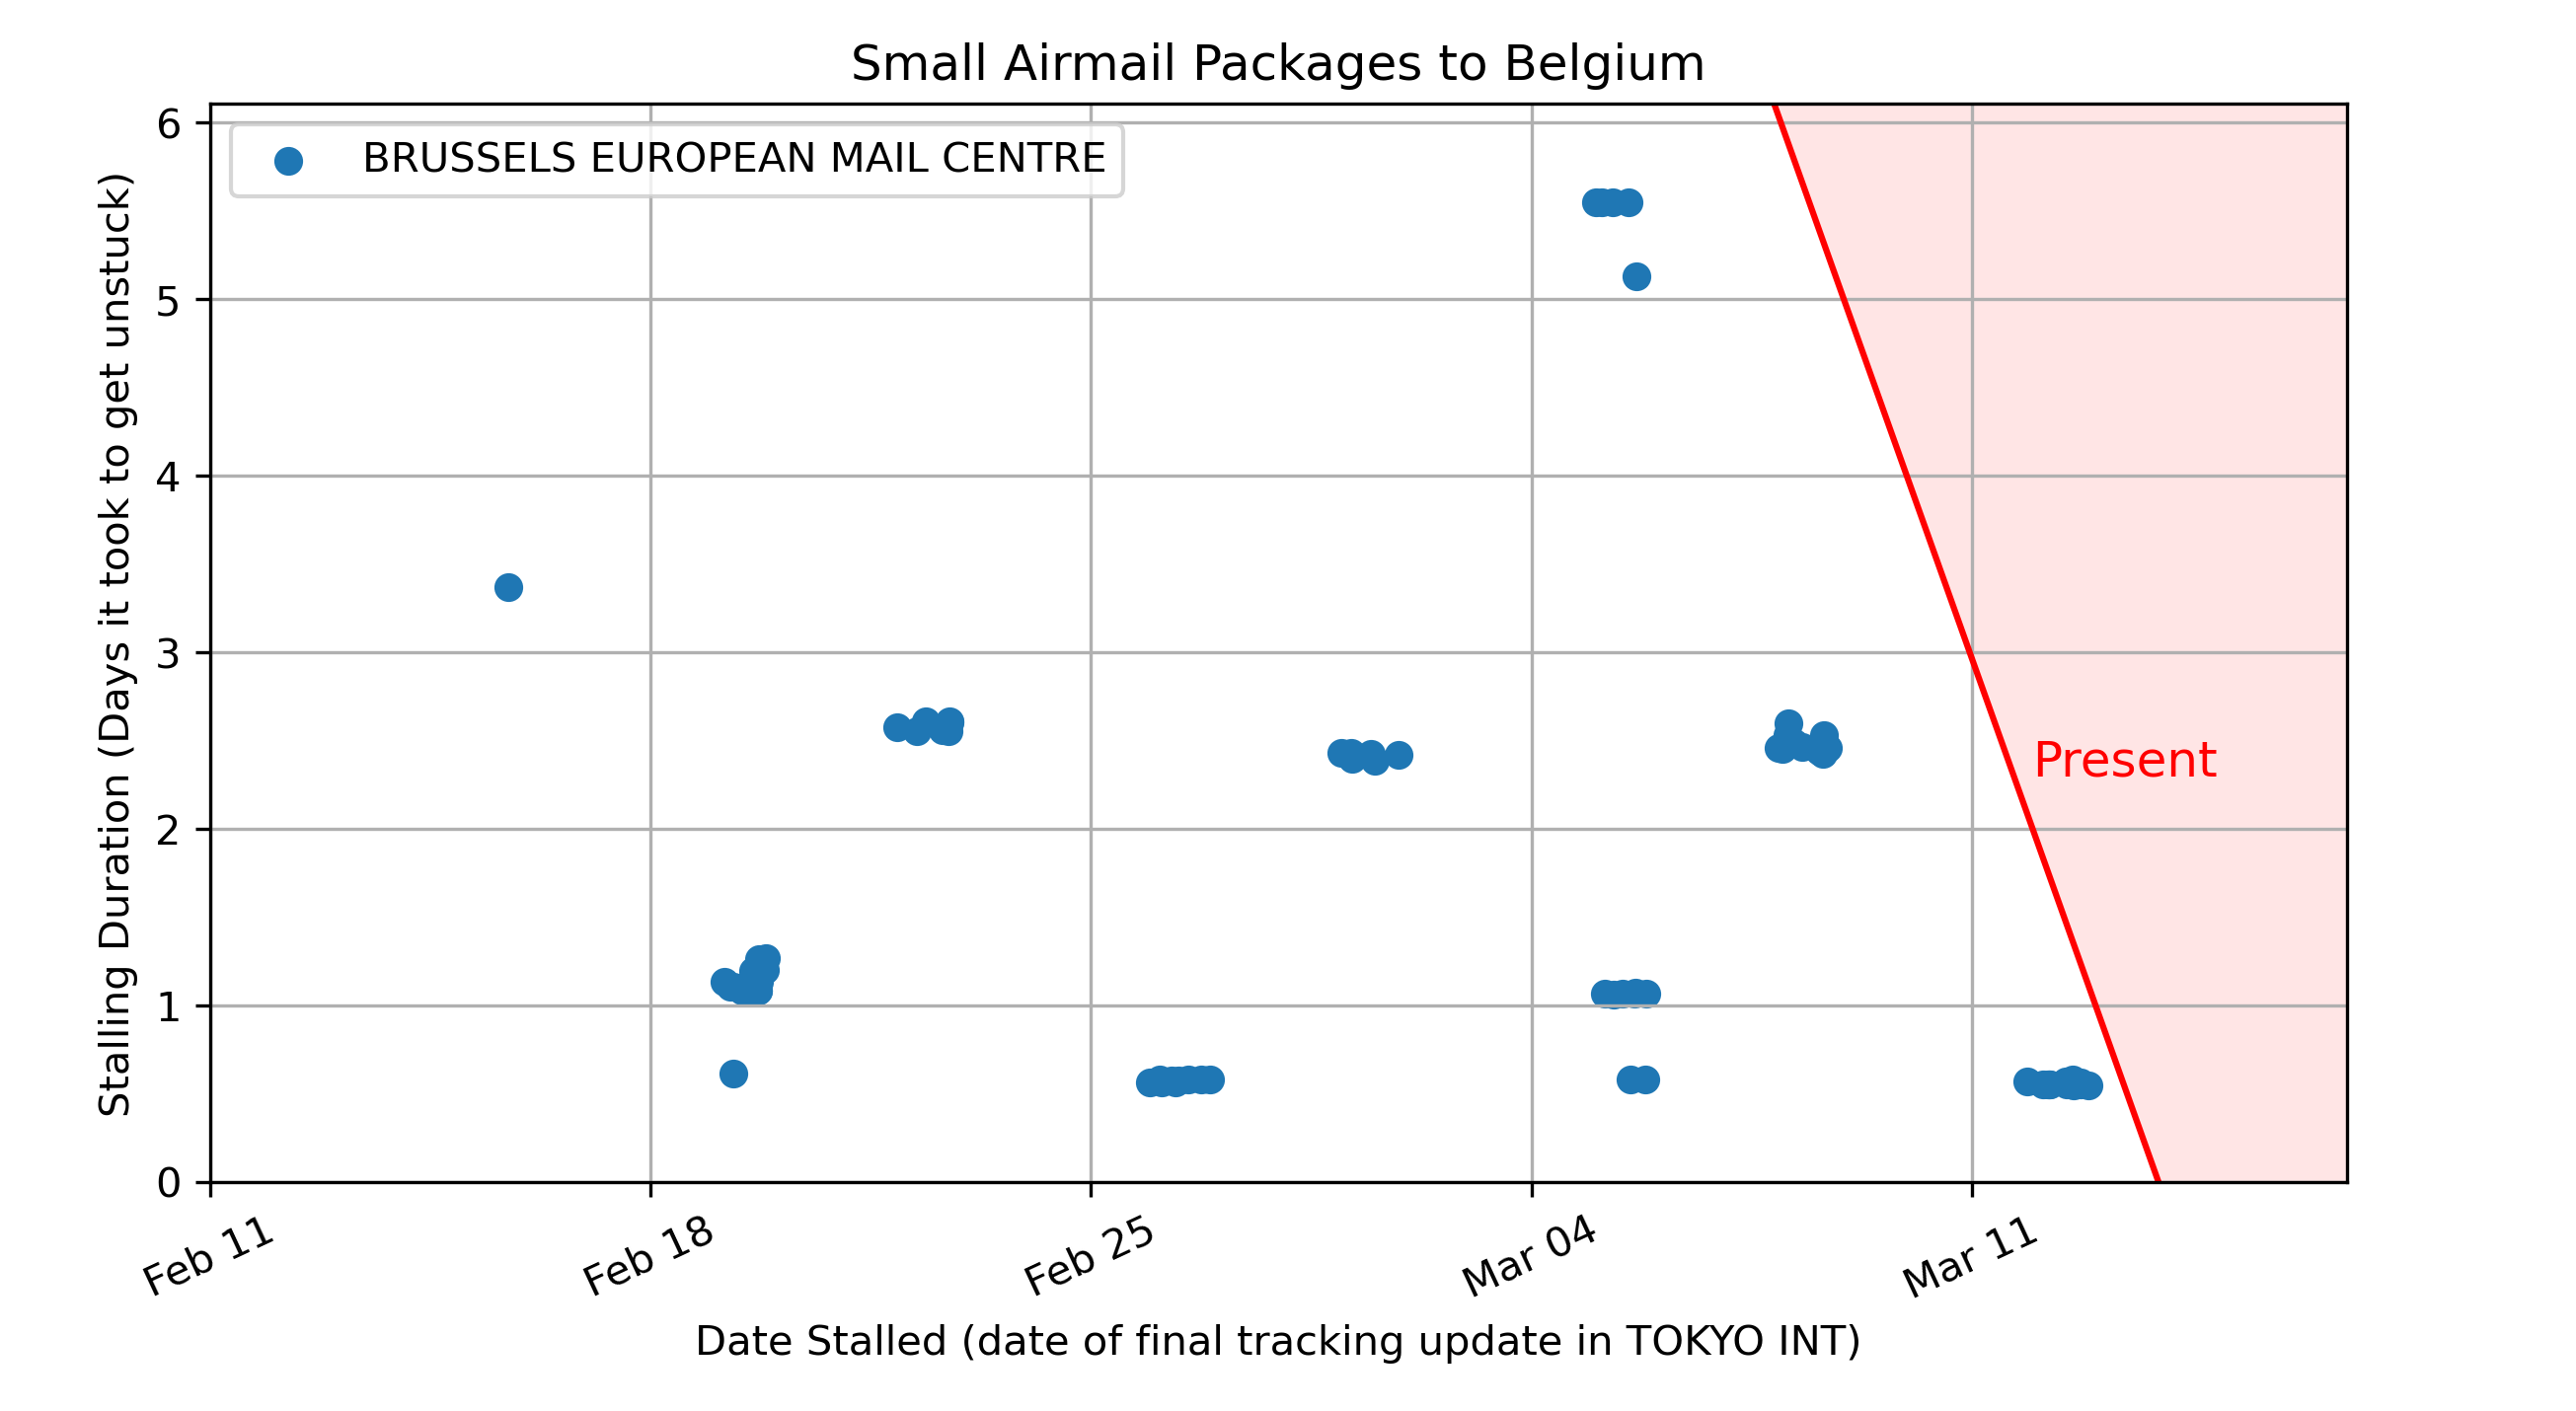 Small Airmail Packages to Belgium
BRUSSELS EUROPEAN MAIL CENTRE
Stalling Duration (Days it took to get unstuck)
6
5
4
3
2
1
0
Present
Feb 11
Feb 18
Feb 25
Mar 04
Mar 11
Date Stalled (date of final tracking update in TOKYO INT)